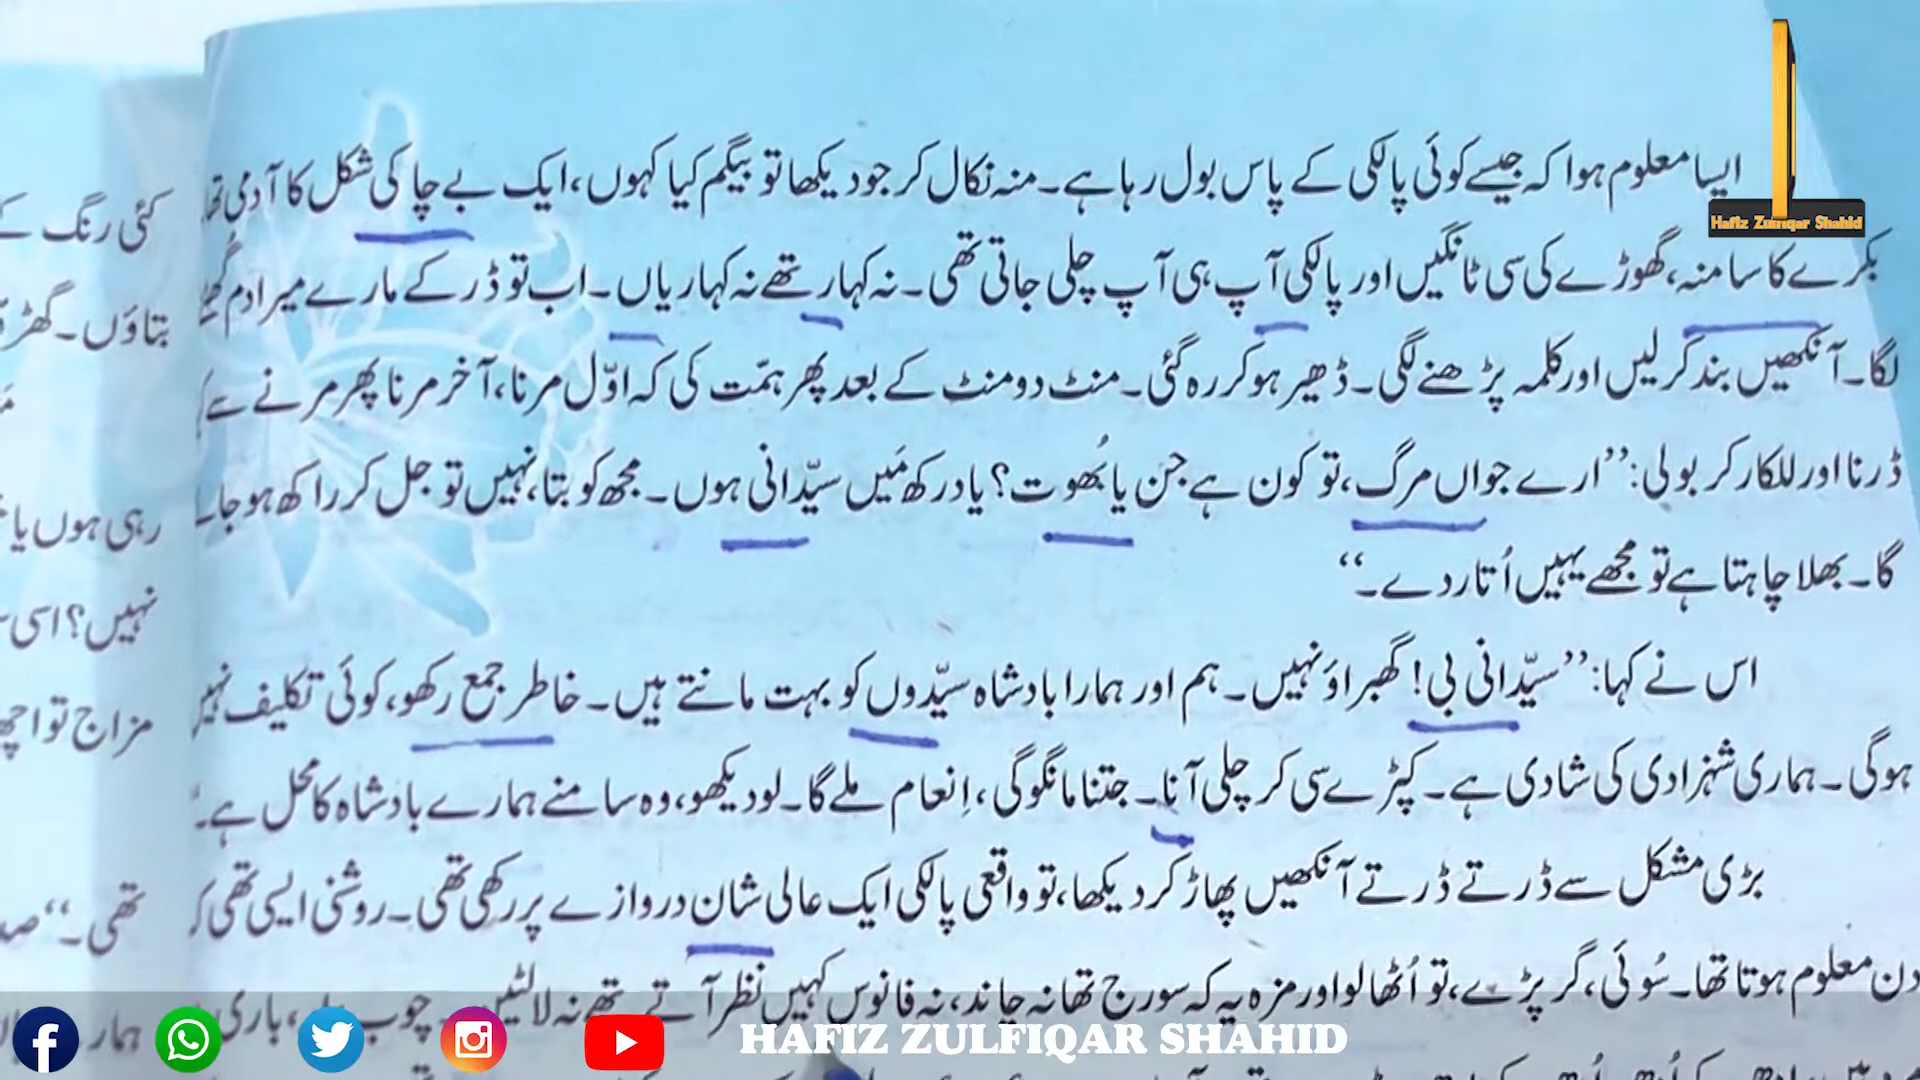 ایسا معلوم ہوا کہ جیسے کوئی پالکی کے پاس بول رہا ہے۔ منہ نکال کر جو دیکھا تو بیگم کیا کہوں، ایک بے چا کی شکل کا آدمی تھا
بکرے کا سا منہ، گھوڑے کی سی ٹانگیں اور پالکی آپ ہی آپ چلی جاتی تھی۔ نہ کہار تھے نہ کہاریاں۔ اب تو ڈر کے مارے میرا دم
لگا۔ آنکھیں بند کر لیں اور کلمہ پڑھنے لگی۔ ڈھیر ہو کر رہ گئی۔ منٹ دو منٹ کے بعد پھر ہمّت کی کہ اوّل مرنا، آخر مرنا پھر مرنے سے
ڈرنا اور للکار کر بولی: ’’ارے جواں مرگ، تو کون ہے جن یا بُھوت؟ یاد رکھ مَیں سیّدانی ہوں۔ مجھ کو بتا، نہیں تو جل کر راکھ ہو جا
گا۔ بھلا چاہتا ہے تو مجھے یہیں اُتار دے۔‘‘
اس نے کہا: ’’سیّدانی بی! گھبراؤ نہیں۔ ہم اور ہمارا بادشاہ سیّدوں کو بہت مانتے ہیں۔ خاطر جمع رکھو، کوئی تکلیف نہیں
ہوگی۔ ہماری شہزادی کی شادی ہے۔ کپڑے سی کر چلی آنا۔ جتنا مانگو گی، اِنعام ملے گا۔ لو دیکھو، وہ سامنے ہمارے بادشاہ کا محل ہے۔
بڑی مشکل سے ڈرتے ڈرتے آنکھیں پھاڑ کر دیکھا، تو واقعی پالکی ایک عالی شان دروازے پر رکھی تھی۔ روشنی ایسی تھی کہ
دن معلوم ہوتا تھا۔ سُوئی، گر پڑے، تو اُٹھا لو اور مزہ یہ کہ سورج تھا نہ چاند، نہ فانوس کہیں نظر آتے تھے نہ لالٹینیں۔
کئی رنگ کے
بتاؤں۔ گھڑ
رہی ہوں یا
نہیں؟ اسی
مزاج تو اچھ
تھی۔‘‘
Hafiz Zulfiqar Shahid
HAFIZ ZULFIQAR SHAHID